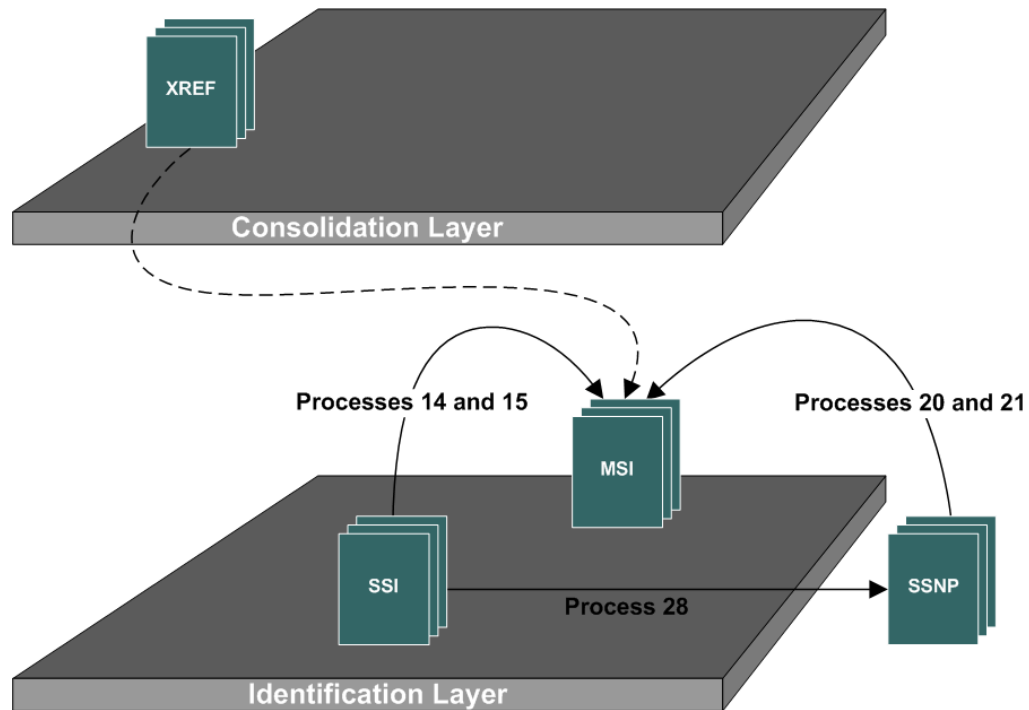 XREF
Consolidation Layer
Processes 14 and 15
Processes 20 and 21
MSI
SSI
Process 28
SSNP
Identification Layer